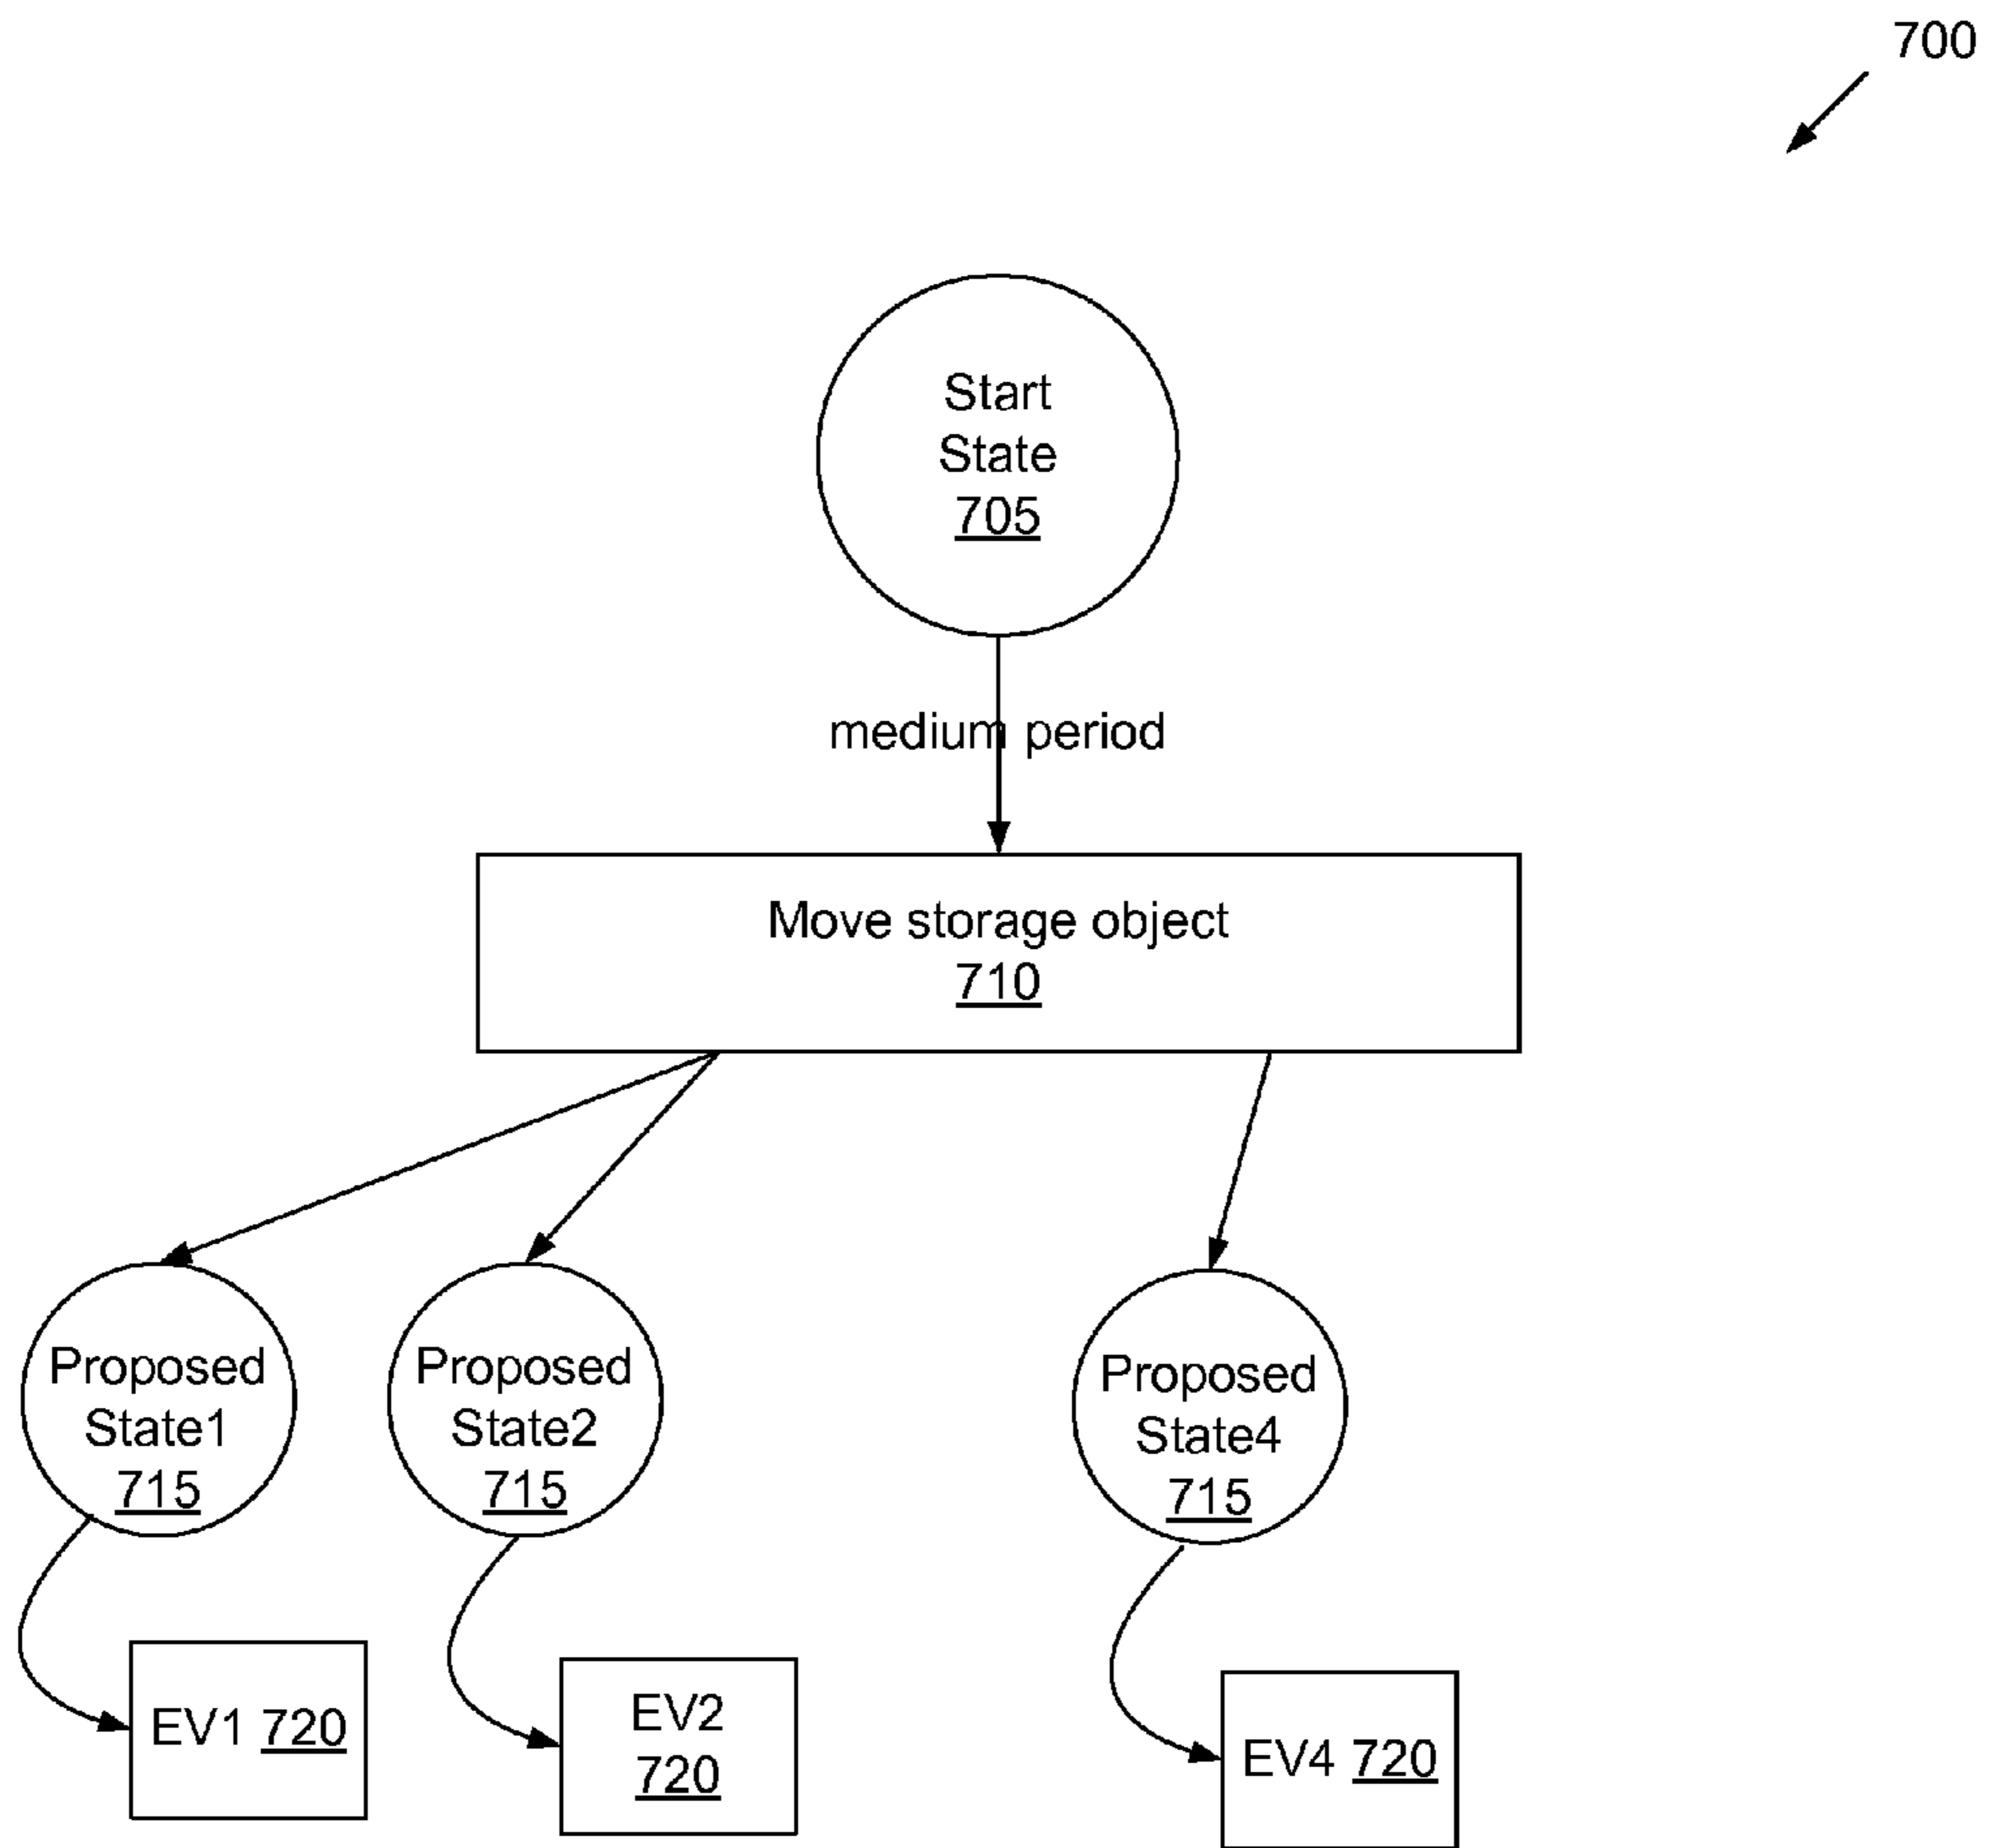 700
Start
State
705
medium period
Move storage object
710
Proposed
State1
715
Proposed
State2
715
Proposed
State4
715
EV1 720
EV2
720
EV4 720